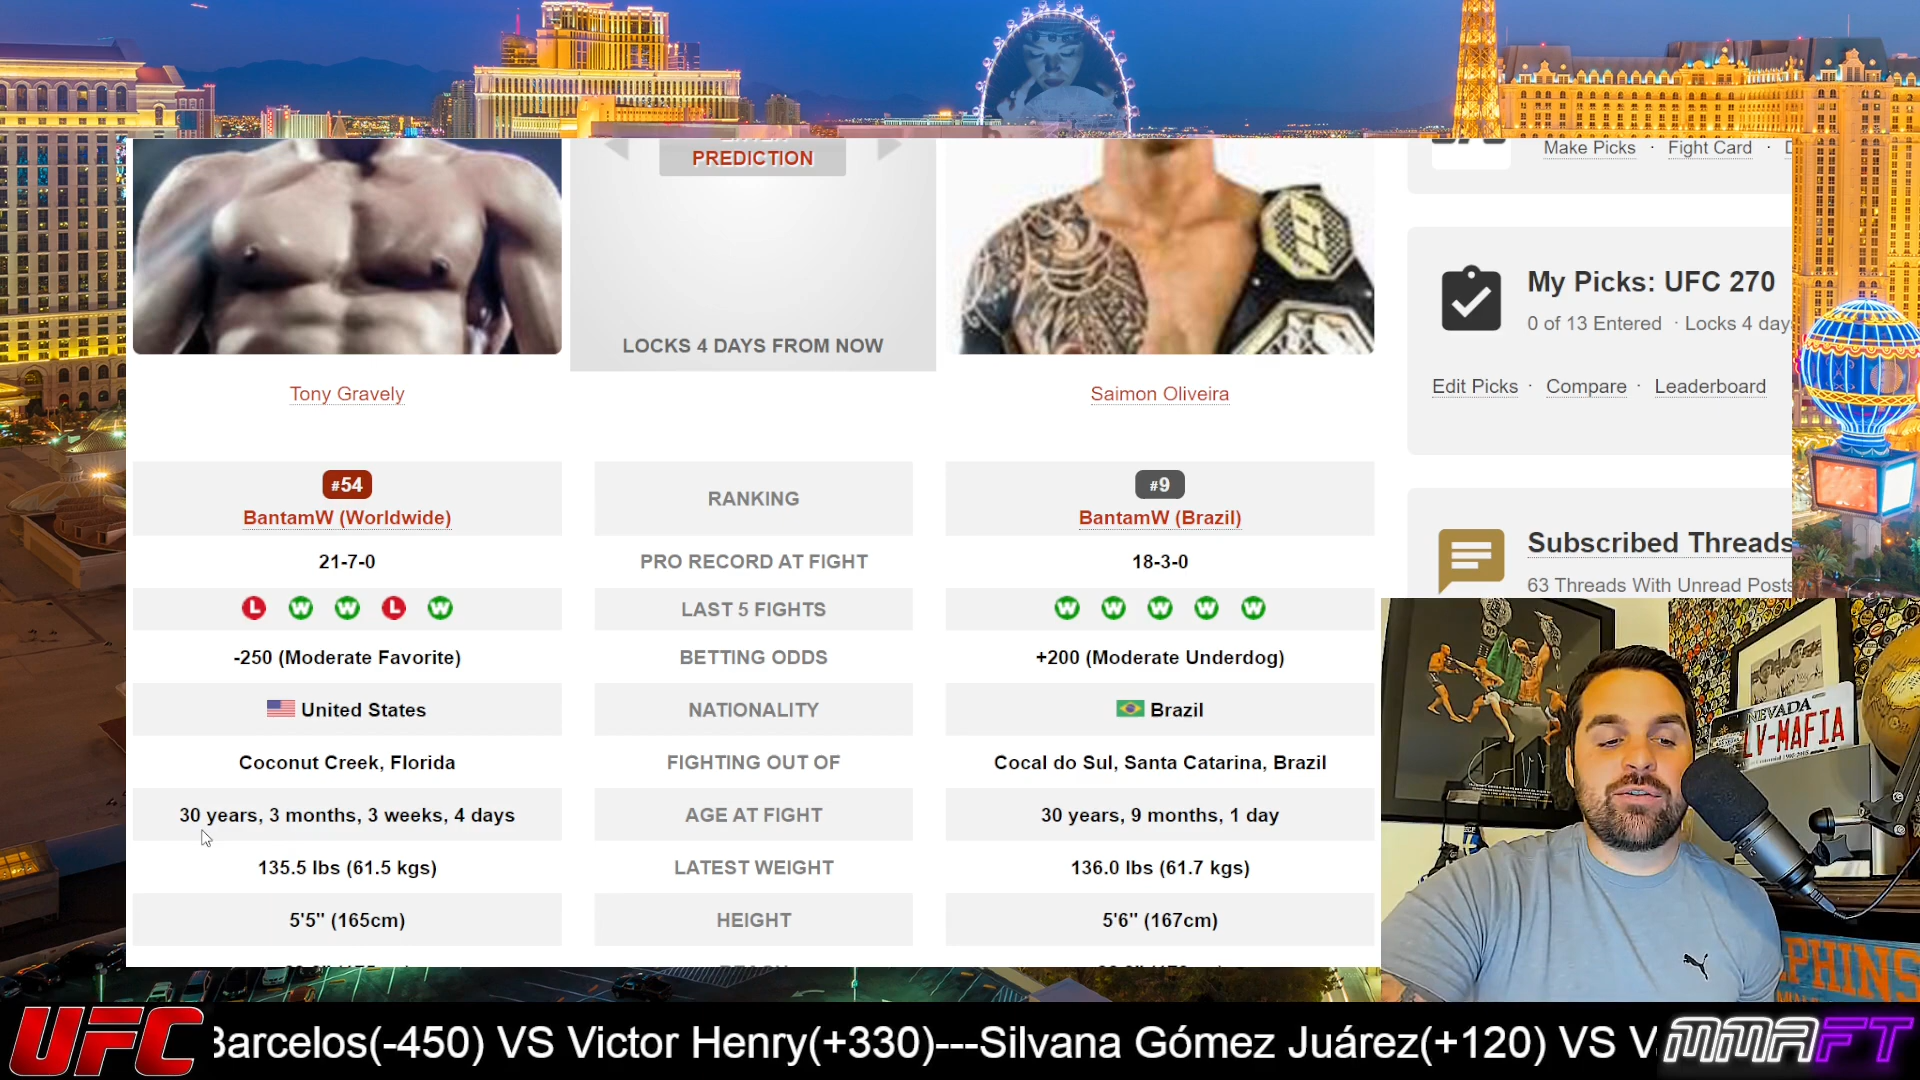 PREDICTION
LOCKS 4 DAYS FROM NOW
Make Picks · Fight Card ·
My Picks: UFC 270
0 of 13 Entered · Locks 4 day
Edit Picks · Compare · Leaderboard
Subscribed Threads
63 Threads With Unread Posts
Tony Gravely
Saimon Oliveira
#54
BantamW (Worldwide)
RANKING
#9
BantamW (Brazil)
21-7-0
PRO RECORD AT FIGHT
18-3-0
L W W L W
LAST 5 FIGHTS
W W W W W
-250 (Moderate Favorite)
BETTING ODDS
+200 (Moderate Underdog)
United States
NATIONALITY
Brazil
Coconut Creek, Florida
FIGHTING OUT OF
Cocal do Sul, Santa Catarina, Brazil
30 years, 3 months, 3 weeks, 4 days
AGE AT FIGHT
30 years, 9 months, 1 day
135.5 lbs (61.5 kgs)
LATEST WEIGHT
136.0 lbs (61.7 kgs)
5'5" (165cm)
HEIGHT
5'6" (167cm)
NEVADA
LV-MAFIA
PHINS
UFC
Barcelos(-450) VS Victor Henry(+330)---Silvana Gómez Juárez(+120) VS V
MMAFT